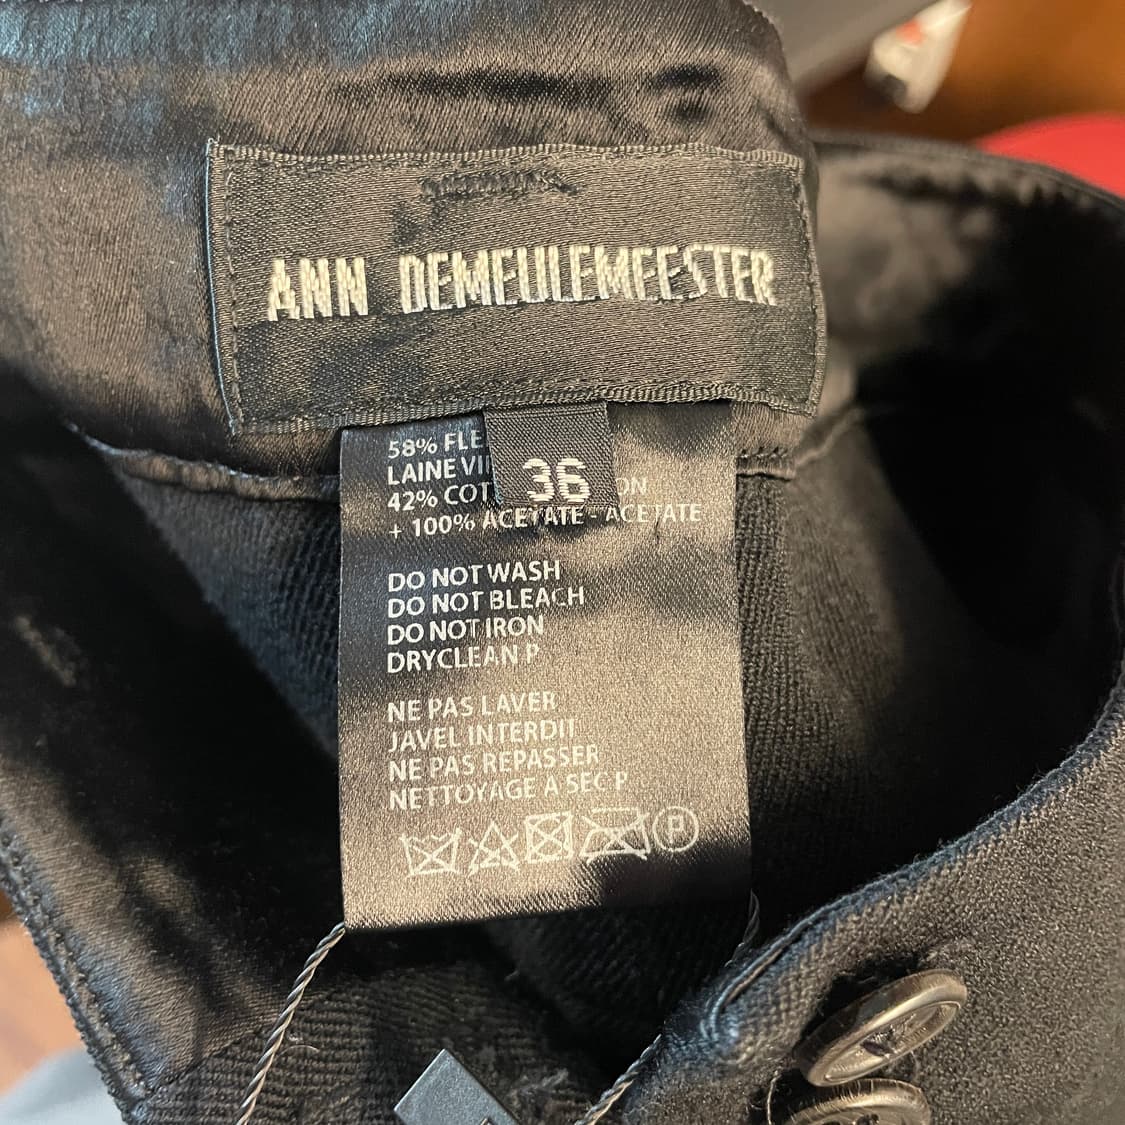 ANN DEMEULEMEESTER
36
58% FLE
LAINE VI
42% COT ON
+ 100% ACETATE - ACETATE
DO NOT WASH
DO NOT BLEACH
DO NOT IRON
DRYCLEAN P
NE PAS LAVER
JAVEL INTERDIT
NE PAS REPASSER
NETTOYAGE A SEC P
P